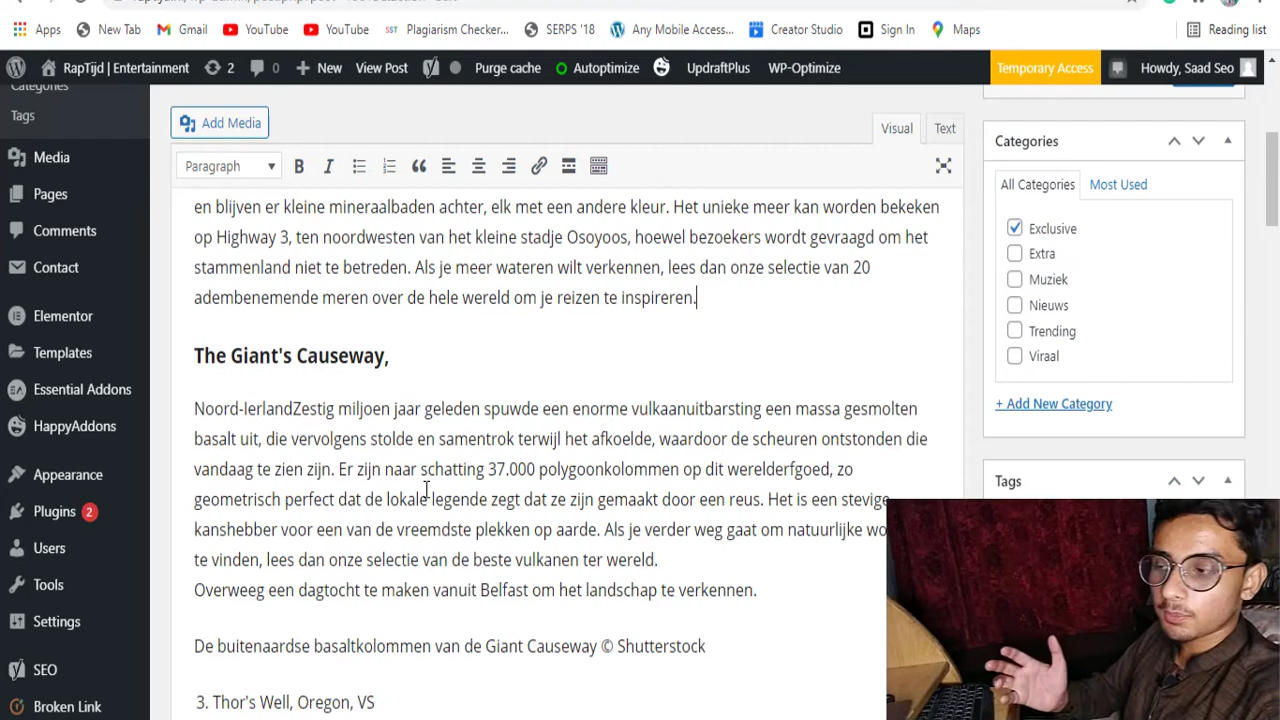 Apps New Tab Gmail YouTube YouTube SST Plagiarism Checker... SERPS '18 Any Mobile Access... Creator Studio Sign In Maps Reading list
RapTijd | Entertainment 2 0 New View Post Purge cache Autoptimize UpdraftPlus WP-Optimize Temporary Access Howdy, Saad Seo
Categories
Tags
Media
Pages
Comments
Contact
Elementor
Templates
Essential Addons
HappyAddons
Appearance
Plugins 2
Users
Tools
Settings
SEO
Broken Link
Add Media
Visual Text
Paragraph
en blijven er kleine mineraalbaden achter, elk met een andere kleur. Het unieke meer kan worden bekeken
op Highway 3, ten noordwesten van het kleine stadje Osoyoos, hoewel bezoekers wordt gevraagd om het
stammenland niet te betreden. Als je meer wateren wilt verkennen, lees dan onze selectie van 20
adembenemende meren over de hele wereld om je reizen te inspireren.
The Giant's Causeway,
Noord-IerlandZestig miljoen jaar geleden spuwde een enorme vulkaanuitbarsting een massa gesmolten
basalt uit, die vervolgens stolde en samentrok terwijl het afkoelde, waardoor de scheuren ontstonden die
vandaag te zien zijn. Er zijn naar schatting 37.000 polygoonkolommen op dit werelderfgoed, zo
geometrisch perfect dat de lokale legende zegt dat ze zijn gemaakt door een reus. Het is een stevige
kanshebber voor een van de vreemdste plekken op aarde. Als je verder weg gaat om natuurlijke
te vinden, lees dan onze selectie van de beste vulkanen ter wereld.
Overweeg een dagtocht te maken vanuit Belfast om het landschap te verkennen.
De buitenaardse basaltkolommen van de Giant Causeway © Shutterstock
3. Thor's Well, Oregon, VS
Categories
All Categories Most Used
Exclusive
Extra
Muziek
Nieuws
Trending
Viraal
+ Add New Category
Tags